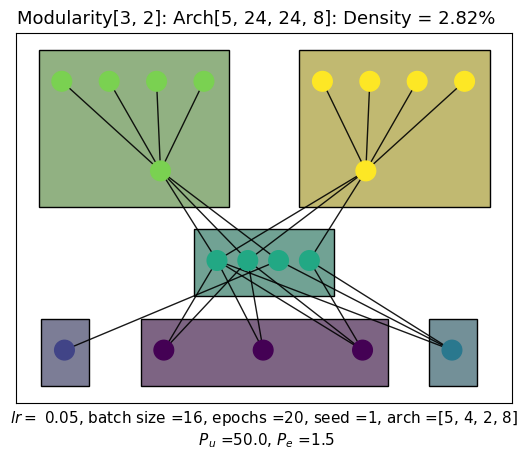 Modularity[3, 2]: Arch[5, 24, 24, 8]: Density = 2.82%
lr = 0.05, batch size =16, epochs =20, seed =1, arch =[5, 4, 2, 8]
P_u =50.0, P_e =1.5